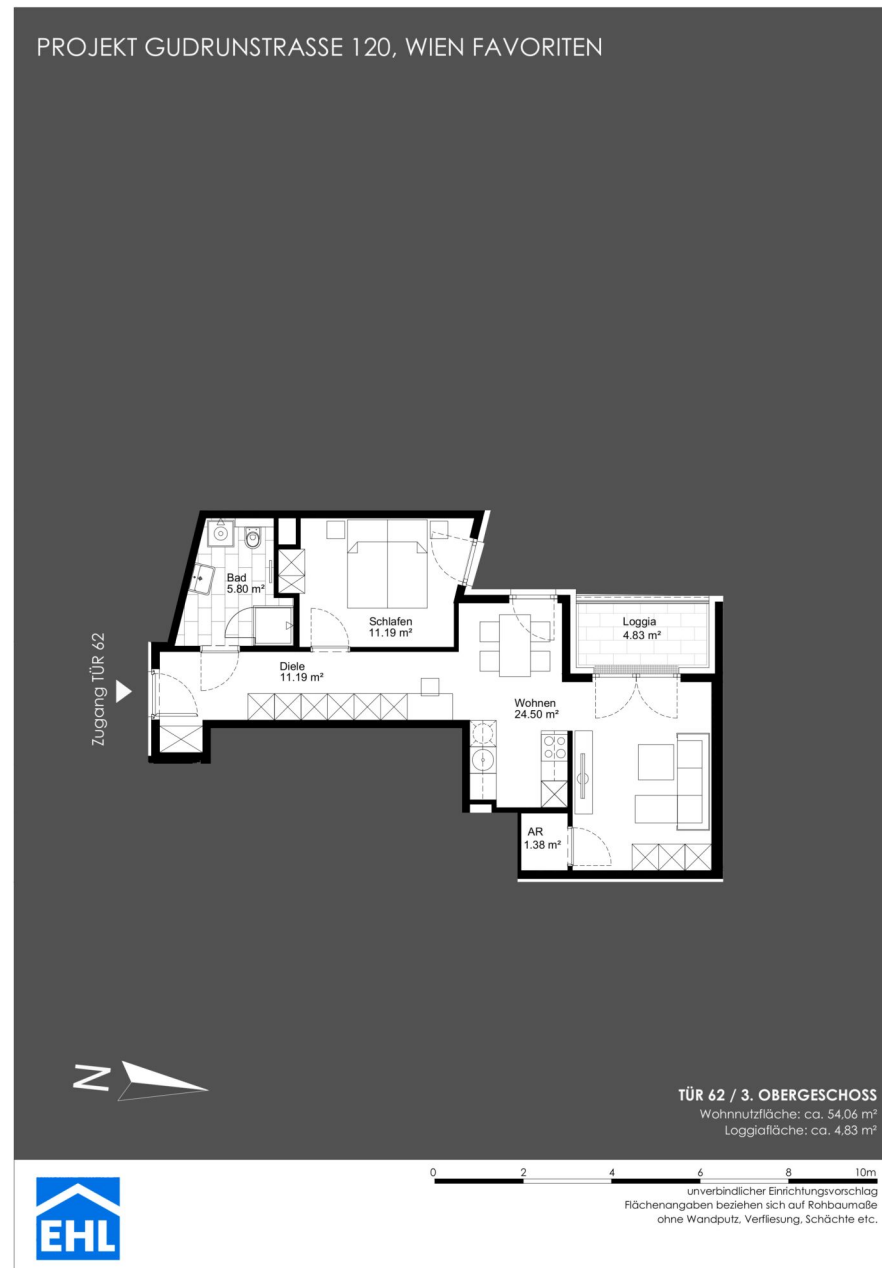 PROJEKT GUDRUNSTRASSE 120, WIEN FAVORITEN
Bad
5.80 m²
Schlafen
11.19 m²
Loggia
4.83 m²
Zugang TÜR 62
Diele
11.19 m²
Wohnen
24.50 m²
AR
1.38 m²
N
TÜR 62 / 3. OBERGESCHOSS
Wohnnutzfläche: ca. 54,06 m²
Loggiafläche: ca. 4,83 m²
0 2 4 6 8 10m
unverbindlicher Einrichtungsvorschlag
Flächenangaben beziehen sich auf Rohbaumaße
ohne Wandputz, Verfliesung, Schächte etc.
EHL